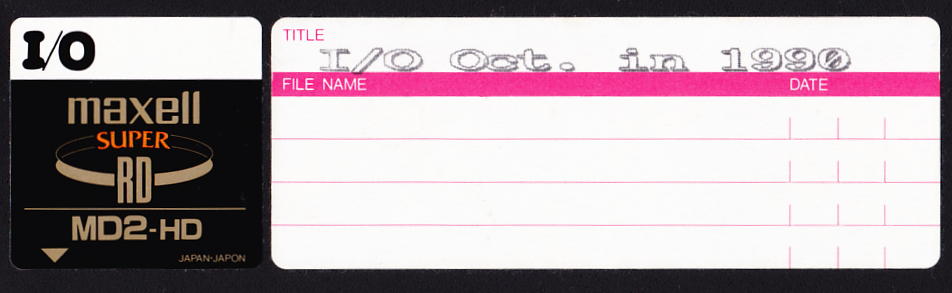 I/O
maxell
SUPER
RD
MD2-HD
JAPAN-JAPON
TITLE
I/O Oct. in 1990
FILE NAME DATE